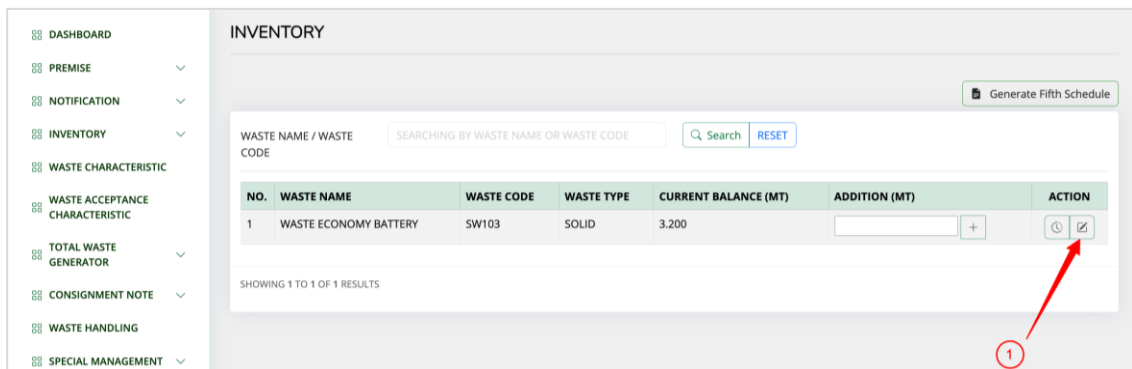 DASHBOARD
PREMISE
NOTIFICATION
INVENTORY
WASTE CHARACTERISTIC
WASTE ACCEPTANCE
CHARACTERISTIC
TOTAL WASTE
GENERATOR
CONSIGNMENT NOTE
WASTE HANDLING
SPECIAL MANAGEMENT
INVENTORY
Generate Fifth Schedule
WASTE NAME / WASTE
CODE
SEARCHING BY WASTE NAME OR WASTE CODE
Search RESET
NO. WASTE NAME WASTE CODE WASTE TYPE CURRENT BALANCE (MT) ADDITION (MT) ACTION
1 WASTE ECONOMY BATTERY SW103 SOLID 3.200 +
SHOWING 1 TO 1 OF 1 RESULTS
1